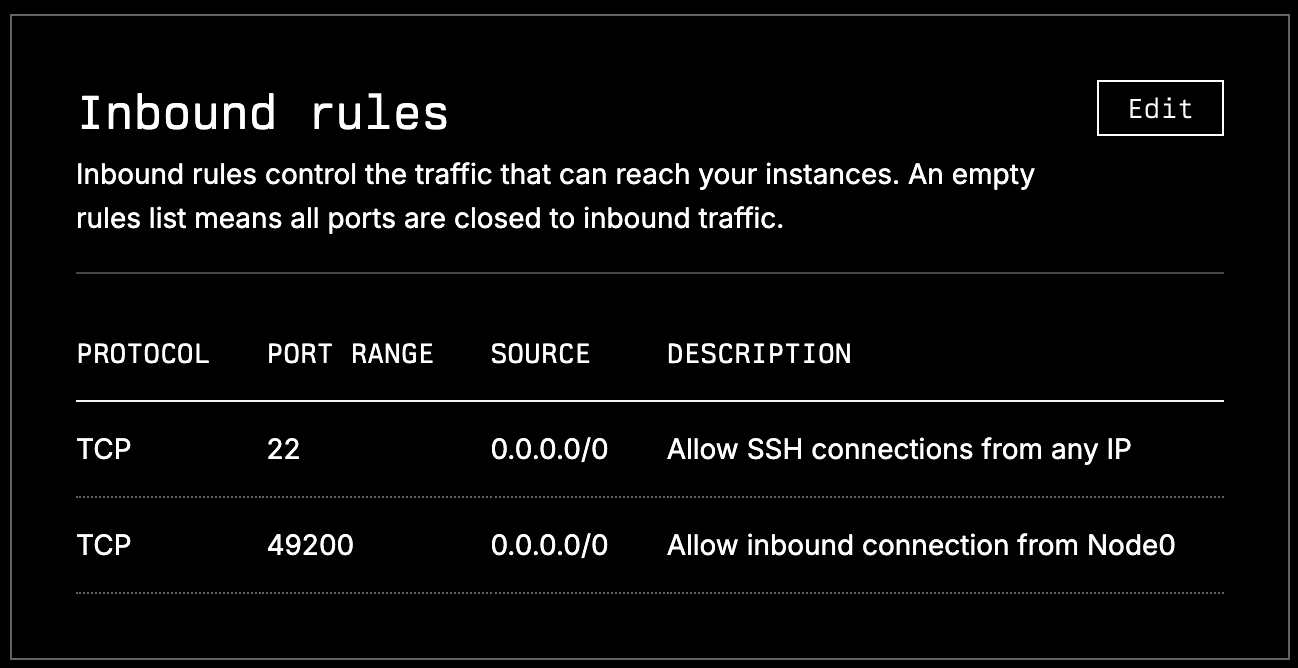 Inbound rules
Edit
Inbound rules control the traffic that can reach your instances. An empty
rules list means all ports are closed to inbound traffic.
PROTOCOL PORT RANGE SOURCE DESCRIPTION
TCP 22 0.0.0.0/0 Allow SSH connections from any IP
TCP 49200 0.0.0.0/0 Allow inbound connection from Node0